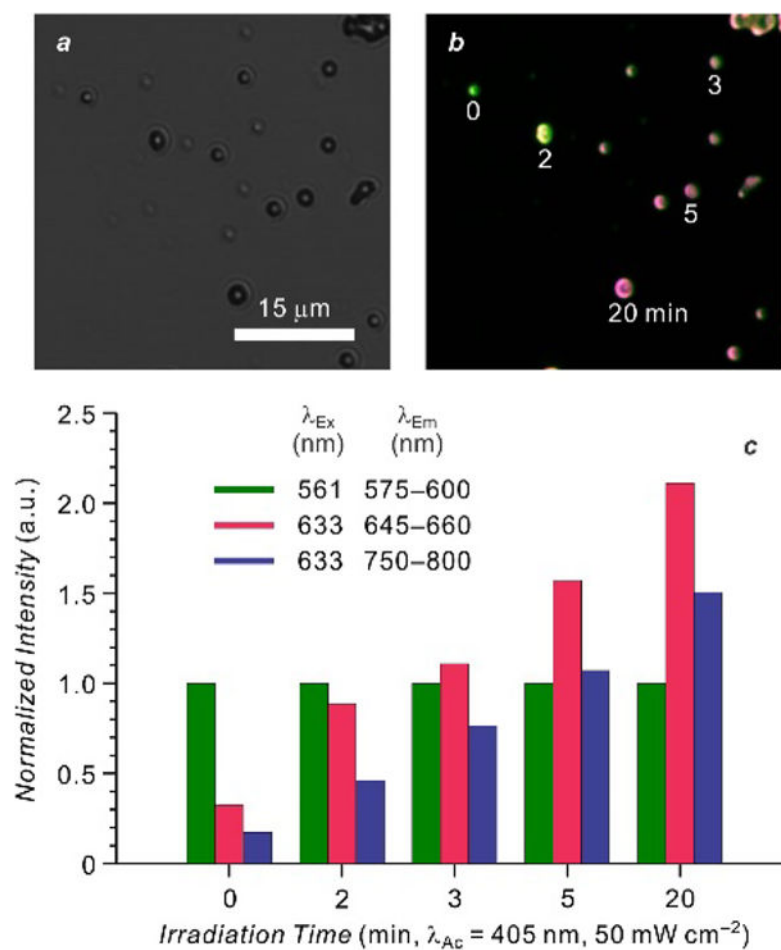 a
15 μm
b
0
2
3
5
20 min
c
Normalized Intensity (a.u.)
2.5
2.0
1.5
1.0
0.5
0
λEx (nm) λEm (nm)
561 575–600
633 645–660
633 750–800
0 2 3 5 20
Irradiation Time (min, λAc = 405 nm, 50 mW cm⁻²)